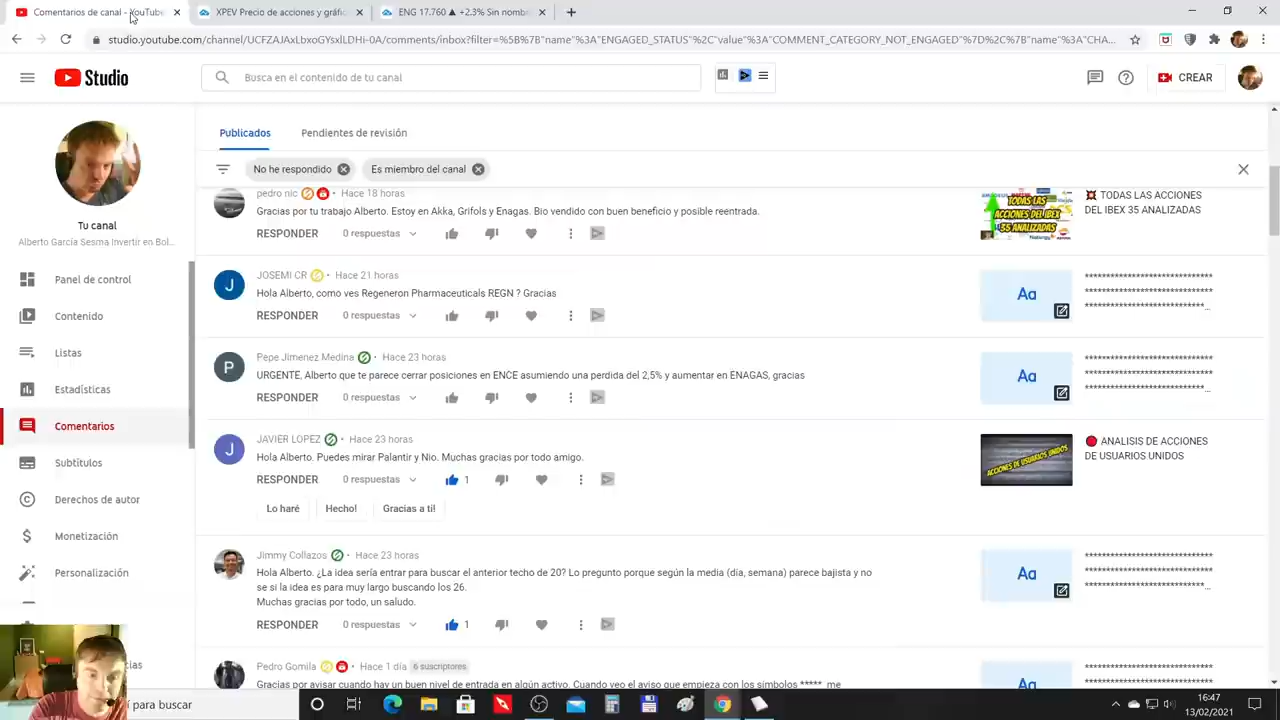 Comentarios de canal - YouTube
XPEV Precio de acciones y gráfic
ENG 17.760 ▲ +2.3% Sin nomb
studio.youtube.com/channel/UCFZAJAxLbxoGYsxlLDHi-0A/comments/inbox?filter=%5B%7B"name"%3A"ENGAGED_STATUS"%2C"value"%3A"COMMENT_CATEGORY_NOT_ENGAGED"%7D%2C%7B"name"%3A"CHA...
Studio
Busca en el contenido de tu canal
CREAR
Publicados
Pendientes de revisión
No he respondido
Es miembro del canal
Tu canal
Alberto García Sesma Invertir en Bol...
Panel de control
Contenido
Listas
Estadísticas
Comentarios
Subtítulos
Derechos de autor
Monetización
Personalización
pedro nic • Hace 18 horas
Gracias por tu trabajo Alberto. Estoy en Akka, Grifols y Enagas. Bio vendido con buen beneficio y posible reentrada.
RESPONDER 0 respuestas
TODAS LAS
ACCIONES DEL IBEX
35 ANALIZADAS
TODAS LAS ACCIONES
DEL IBEX 35 ANALIZADAS
JOSEMI CR • Hace 21 horas
Hola Alberto, como ves Regeneron Pharmaceuticals REGN ? Gracias
RESPONDER 0 respuestas
Aa
*******************************
*******************************
*****************************...
Pepe Jimenez Medina • Hace 23 horas
URGENTE, Alberto que te parece cerrar posiciones en ENCE asumiendo una perdida del 2,5% y aumentar en ENAGAS, gracias
RESPONDER 0 respuestas
Aa
*******************************
*******************************
*****************************...
JAVIER LOPEZ • Hace 23 horas
Hola Alberto. Puedes mirar Palantir y Nio. Muchas gracias por todo amigo.
RESPONDER 0 respuestas 1
Lo haré
Hecho!
Gracias a ti!
ACCIONES DE USUARIOS UNIDOS
ANALISIS DE ACCIONES
DE USUARIOS UNIDOS
Jimmy Collazos • Hace 23 horas
Hola Alberto. ¿La idea sería entrar para buscar el anterior techo de 20? Lo pregunto porque según la media (día, semana) parece bajista y no
se si la idea es para muy largo buscando los 26.
Muchas gracias por todo, un saludo.
RESPONDER 0 respuestas 1
Aa
*******************************
*******************************
*****************************...
Pedro Gomila • Hace 1 día 6 suscriptores
Gracias por avisar cuando hay un buen nivel de entrada en algún activo. Cuando veo el aviso que empieza con los símbolos *****, me
Aa
*******************************
*******************************
para buscar
16:47
13/02/2021